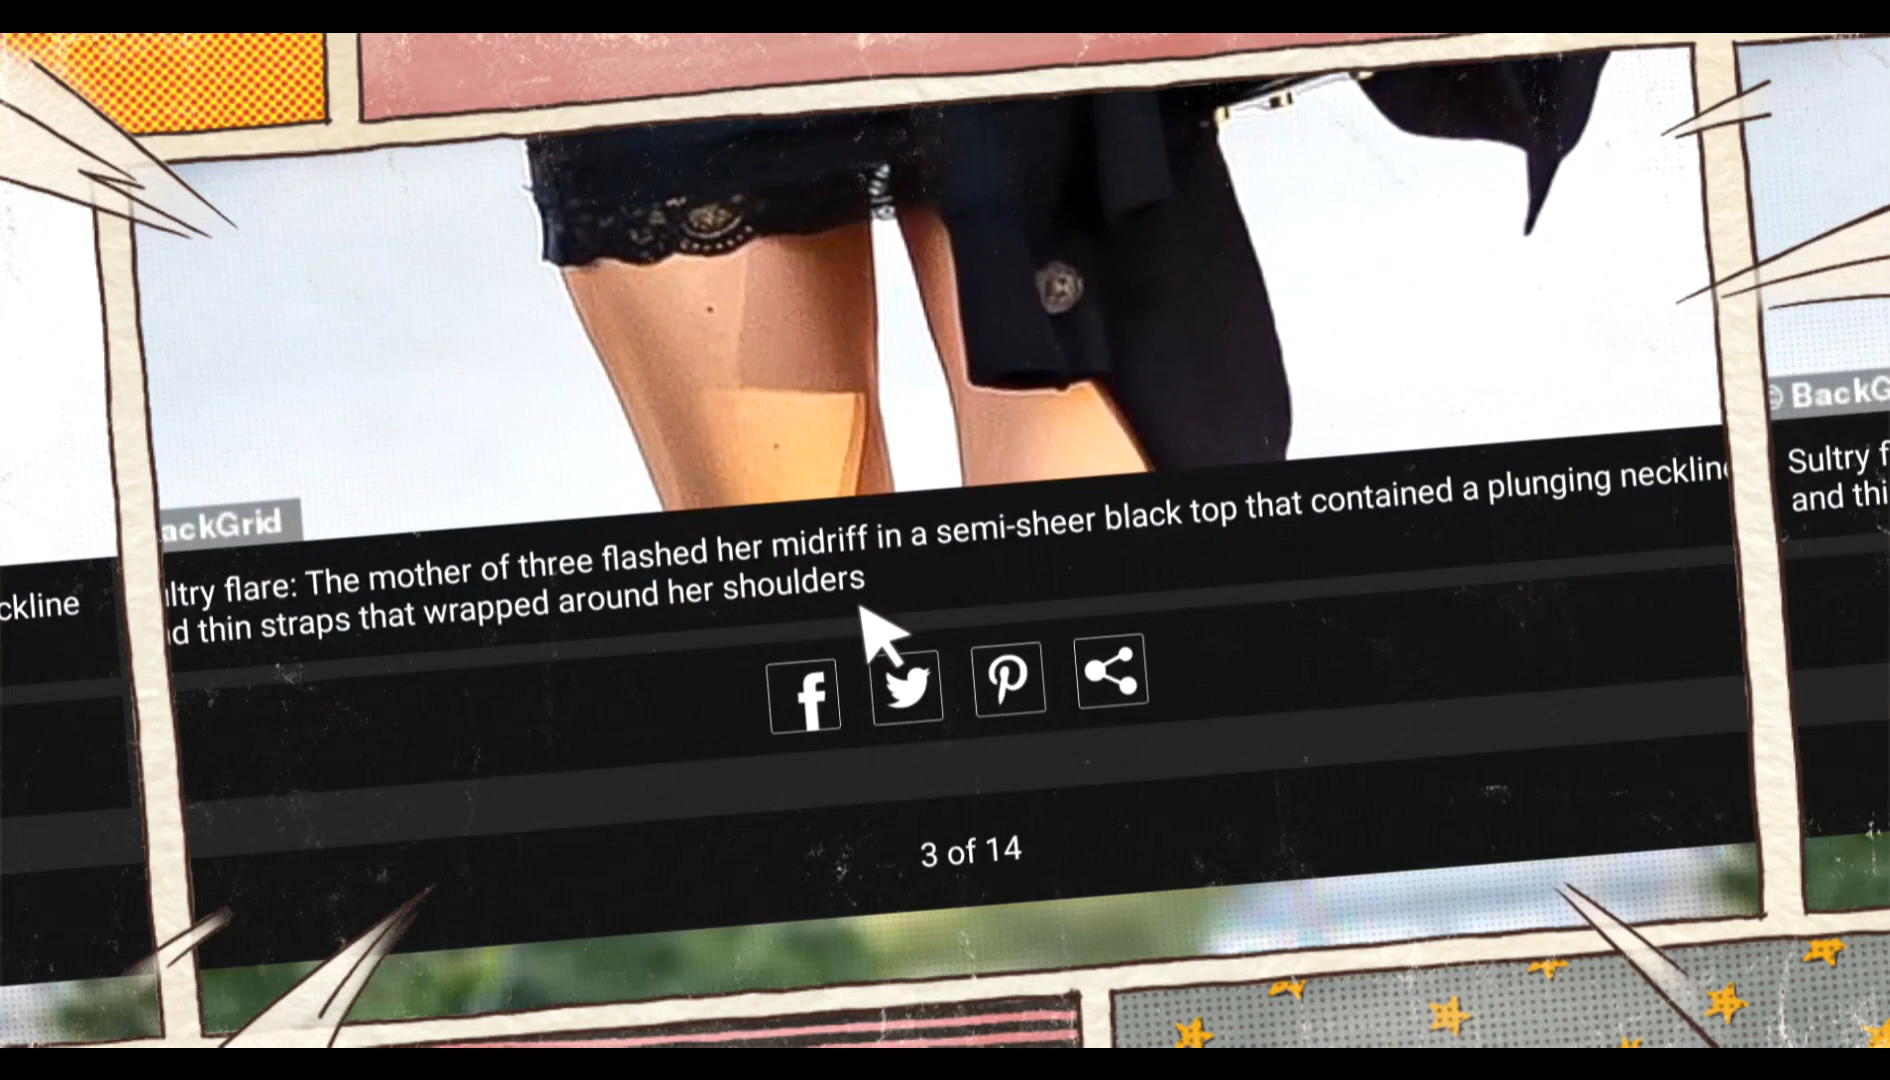 ackGrid
ltry flare: The mother of three flashed her midriff in a semi-sheer black top that contained a plunging necklin
d thin straps that wrapped around her shoulders
3 of 14
ckline
© BackG
Sultry f
and thi